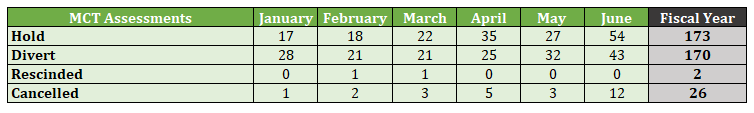 MCT Assessments January February March April May June Fiscal Year
Hold 17 18 22 35 27 54 173
Divert 28 21 21 25 32 43 170
Rescinded 0 1 1 0 0 0 2
Cancelled 1 2 3 5 3 12 26